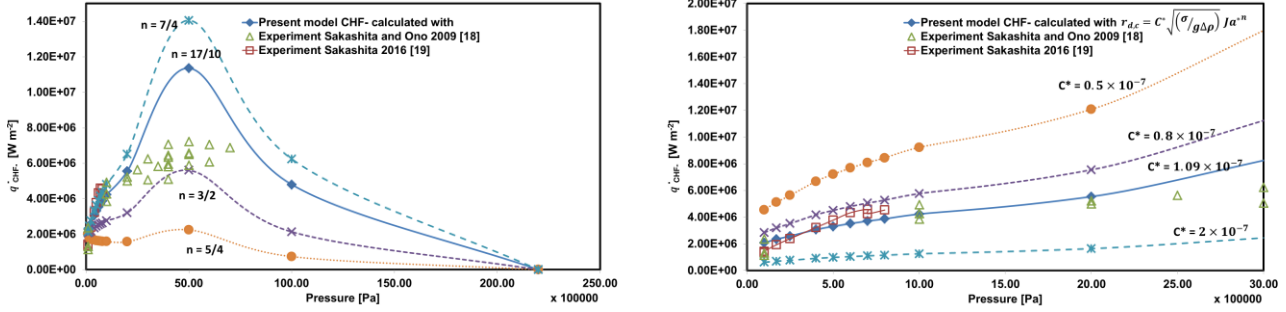 1.40E+07
1.20E+07
1.00E+07
8.00E+06
6.00E+06
4.00E+06
2.00E+06
0.00E+00
q″CHF. [W m-2]
Present model CHF- calculated with
Experiment Sakashita and Ono 2009 [18]
Experiment Sakashita 2016 [19]
n = 7/4
n = 17/10
n = 3/2
n = 5/4
0.00 50.00 100.00 150.00 200.00 250.00
Pressure [Pa] x 100000
2.00E+07
1.80E+07
1.60E+07
1.40E+07
1.20E+07
1.00E+07
8.00E+06
6.00E+06
4.00E+06
2.00E+06
0.00E+00
q″CHF. [W m-2]
Present model CHF- calculated with r_{d,c} = C*√(σ/gΔρ) Ja*ⁿ
Experiment Sakashita and Ono 2009 [18]
Experiment Sakashita 2016 [19]
C* = 0.5 × 10⁻⁷
C* = 0.8 × 10⁻⁷
C* = 1.09 × 10⁻⁷
C* = 2 × 10⁻⁷
0.00 5.00 10.00 15.00 20.00 25.00 30.00
Pressure [Pa] x 100000